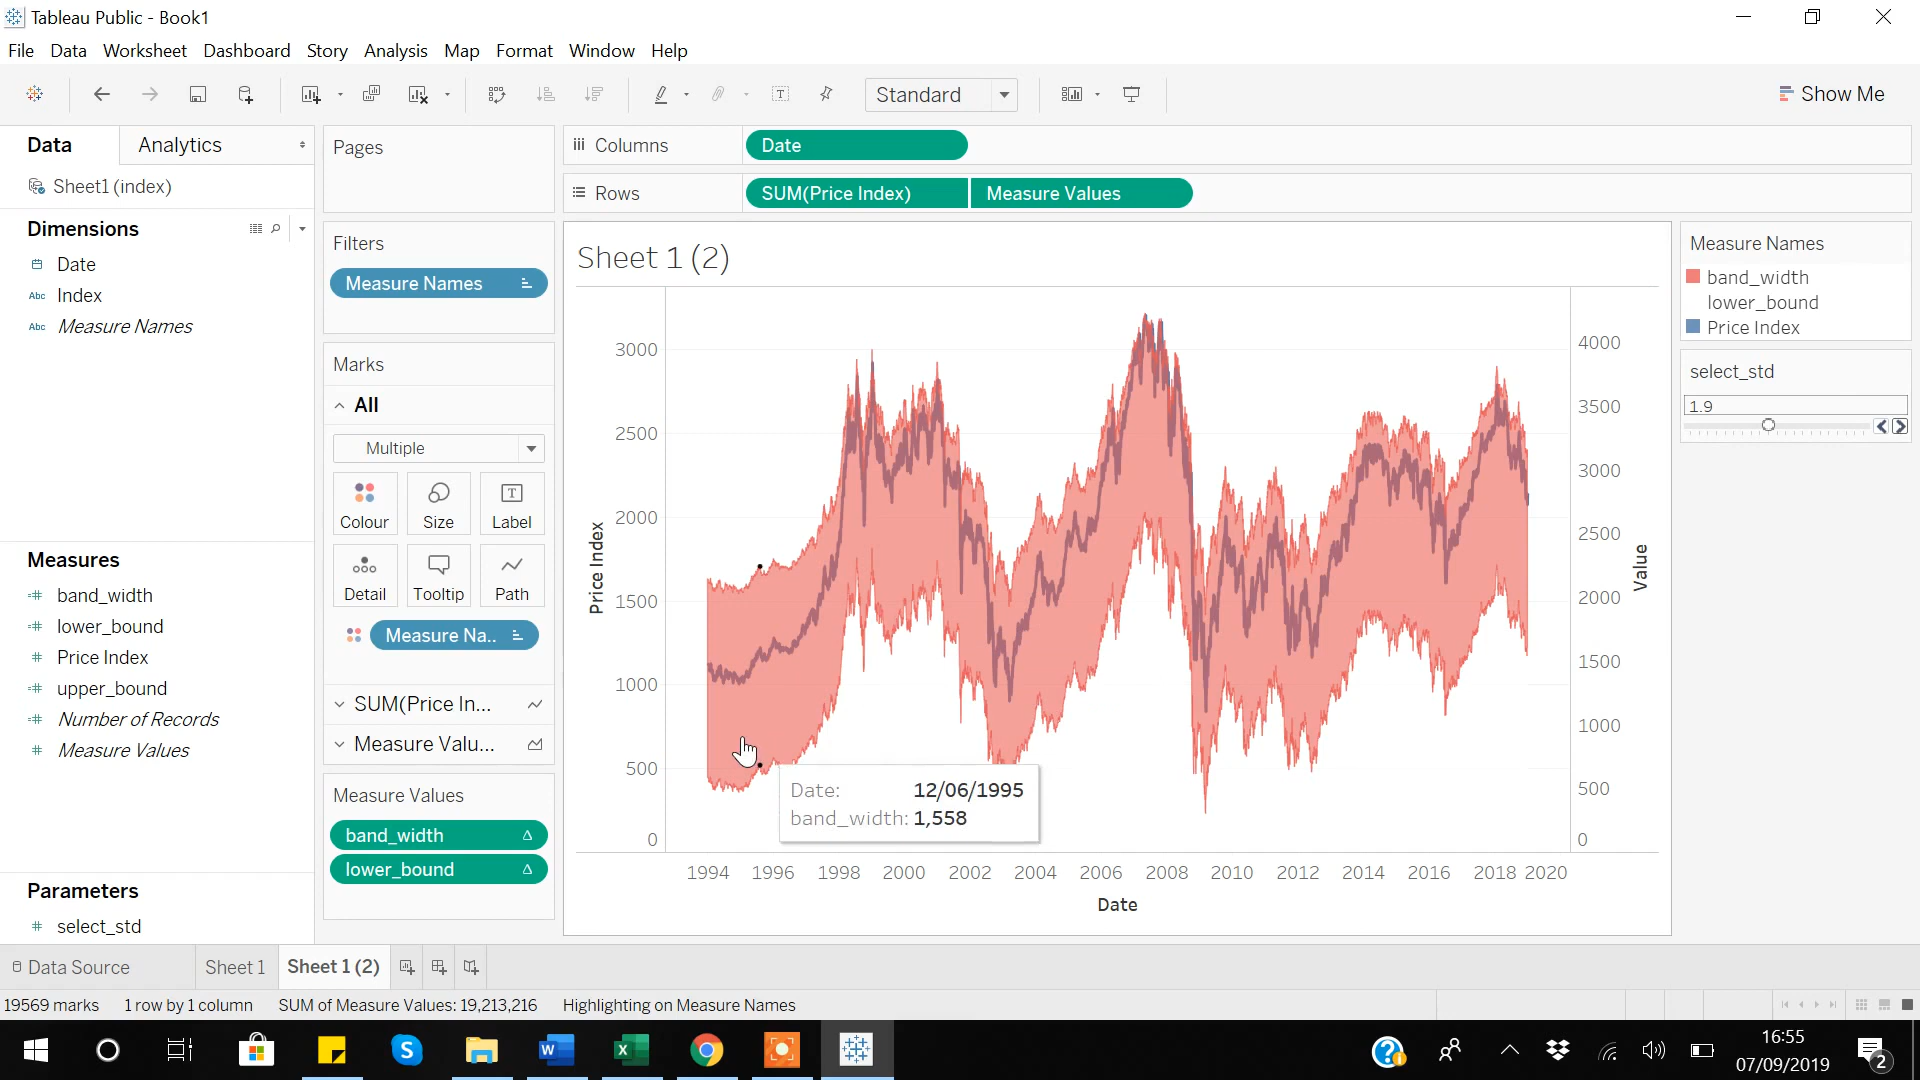 Tableau Public - Book1
File Data Worksheet Dashboard Story Analysis Map Format Window Help
Standard
Show Me
Data
Analytics
Sheet1 (index)
Dimensions
Date
Abc Index
Abc Measure Names
Measures
band_width
lower_bound
Price Index
upper_bound
Number of Records
Measure Values
Parameters
select_std
Pages
Filters
Measure Names
Marks
All
Multiple
Colour Size Label
Detail Tooltip Path
Measure Na..
SUM(Price In...
Measure Valu...
Measure Values
band_width
lower_bound
Columns
Date
Rows
SUM(Price Index) Measure Values
Sheet 1 (2)
Price Index
3000
2500
2000
1500
1000
500
0
4000
3500
3000
2500
2000
1500
1000
500
0
Value
Date: 12/06/1995
band_width: 1,558
1994 1996 1998 2000 2002 2004 2006 2008 2010 2012 2014 2016 2018 2020
Date
Measure Names
band_width
lower_bound
Price Index
select_std
1.9
Data Source Sheet 1 Sheet 1 (2)
19569 marks 1 row by 1 column SUM of Measure Values: 19,213,216 Highlighting on Measure Names
16:55
07/09/2019
2